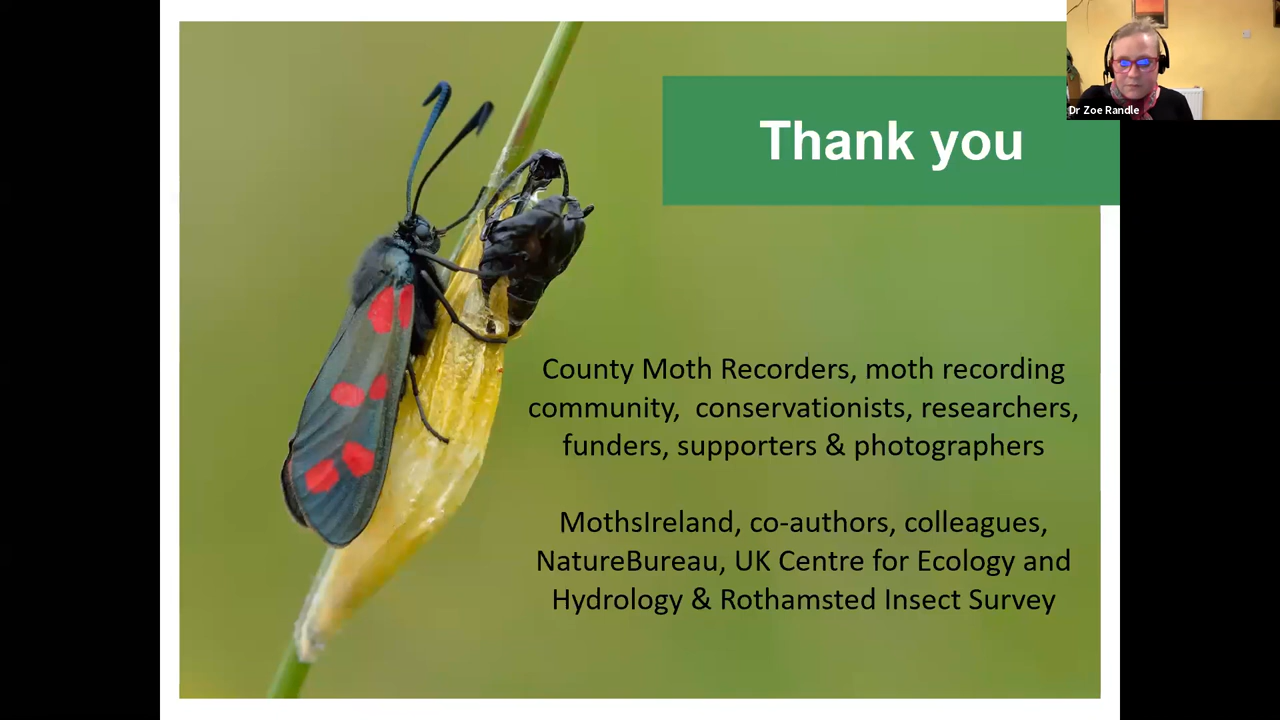 Thank you
Dr Zoe Randle
County Moth Recorders, moth recording
community, conservationists, researchers,
funders, supporters & photographers
MothsIreland, co-authors, colleagues,
NatureBureau, UK Centre for Ecology and
Hydrology & Rothamsted Insect Survey